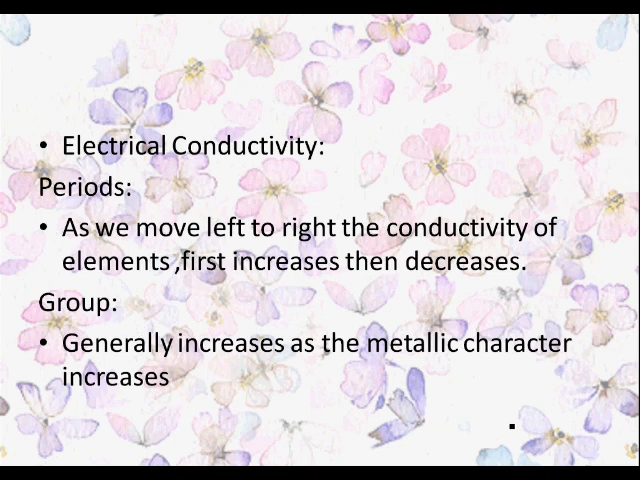 • Electrical Conductivity:
Periods:
• As we move left to right the conductivity of
elements ,first increases then decreases.
Group:
• Generally increases as the metallic character
increases